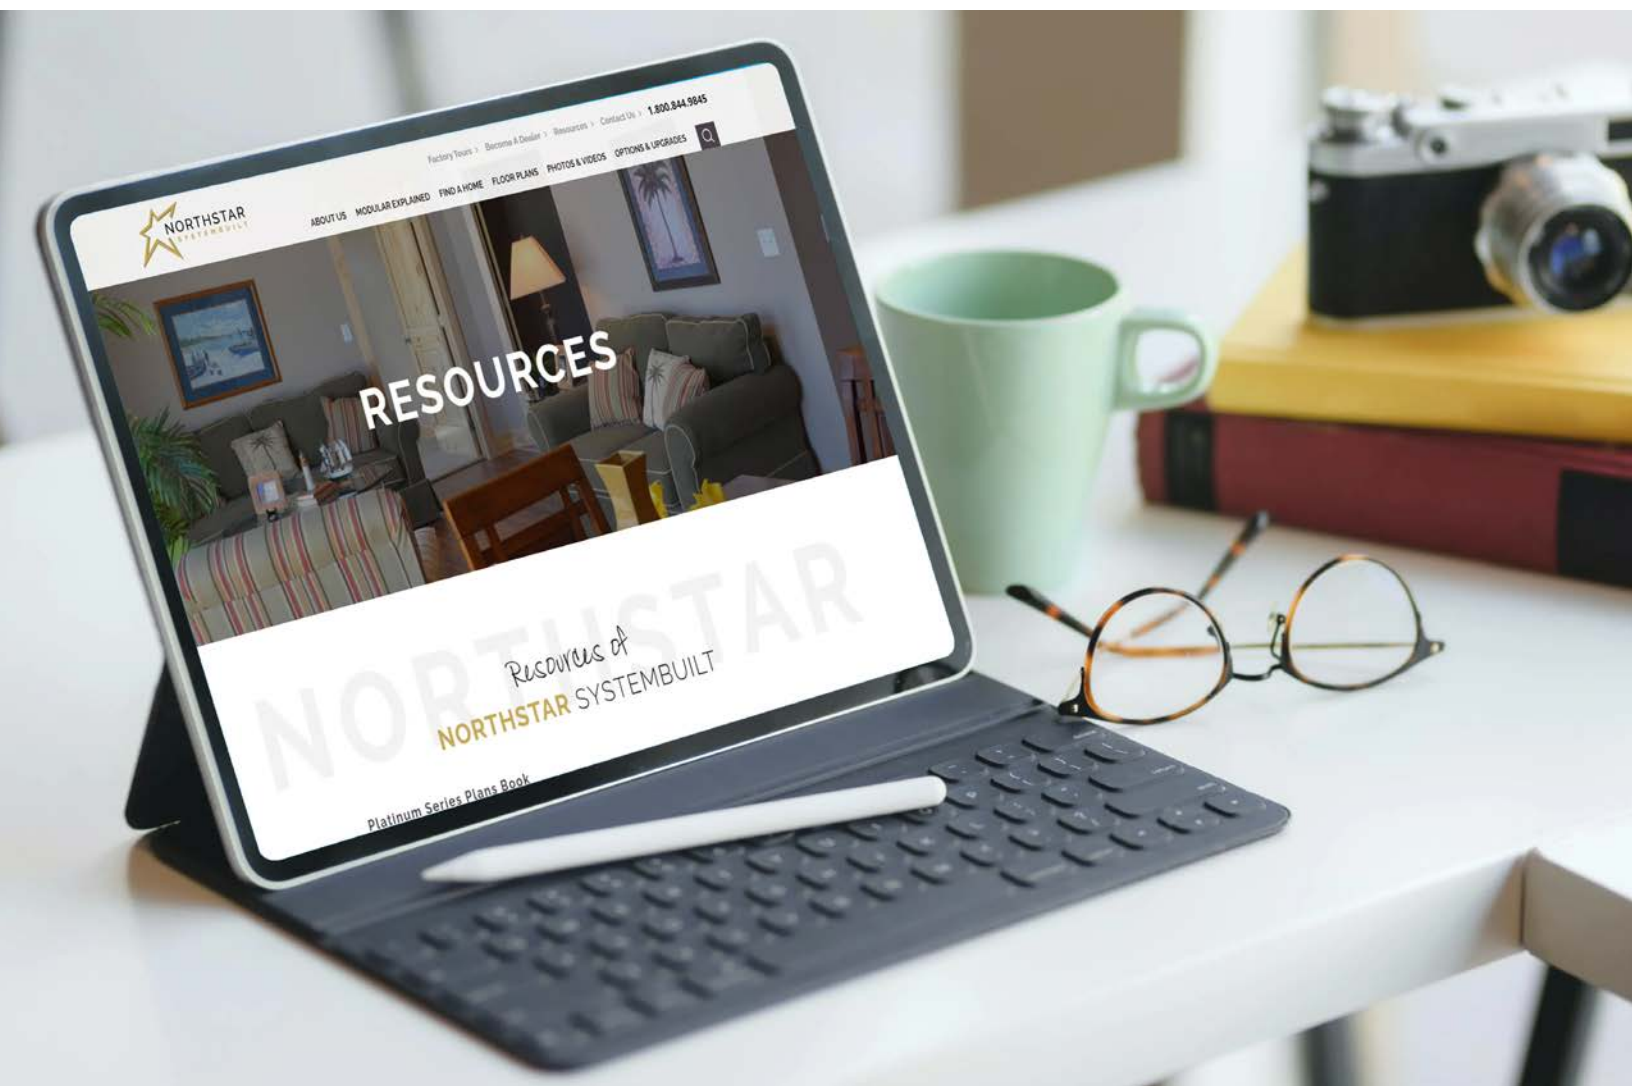 Factory Tours > Become A Dealer > Resources > Contact Us > 1.800.844.9845
NORTHSTAR
SYSTEMBUILT
ABOUT US MODULAR EXPLAINED FIND A HOME FLOOR PLANS PHOTOS & VIDEOS OPTIONS & UPGRADES
RESOURCES
NORTHSTAR
Resources of
NORTHSTAR SYSTEMBUILT
Platinum Series Plans Book